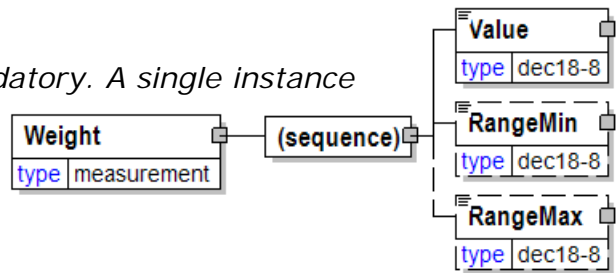 Value
type dec18-8
datory. A single instance
Weight
type measurement
(sequence)
RangeMin
type dec18-8
RangeMax
type dec18-8